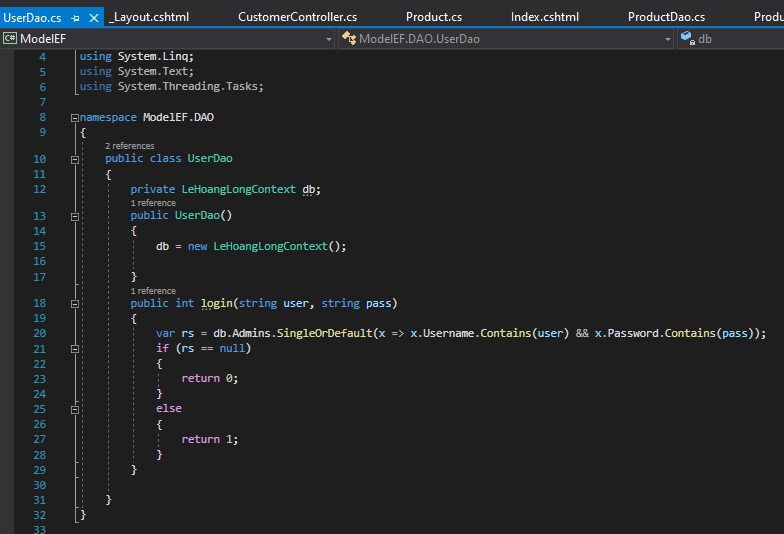 UserDao.cs _Layout.cshtml CustomerController.cs Product.cs Index.cshtml ProductDao.cs Produ
C# ModelEF ModelEF.DAO.UserDao db
4 using System.Linq;
5 using System.Text;
6 using System.Threading.Tasks;
7
8 namespace ModelEF.DAO
9 {
2 references
10 public class UserDao
11 {
12 private LeHoangLongContext db;
1 reference
13 public UserDao()
14 {
15 db = new LeHoangLongContext();
16
17 }
1 reference
18 public int login(string user, string pass)
19 {
20 var rs = db.Admins.SingleOrDefault(x => x.Username.Contains(user) && x.Password.Contains(pass));
21 if (rs == null)
22 {
23 return 0;
24 }
25 else
26 {
27 return 1;
28 }
29 }
30
31 }
32 }
33